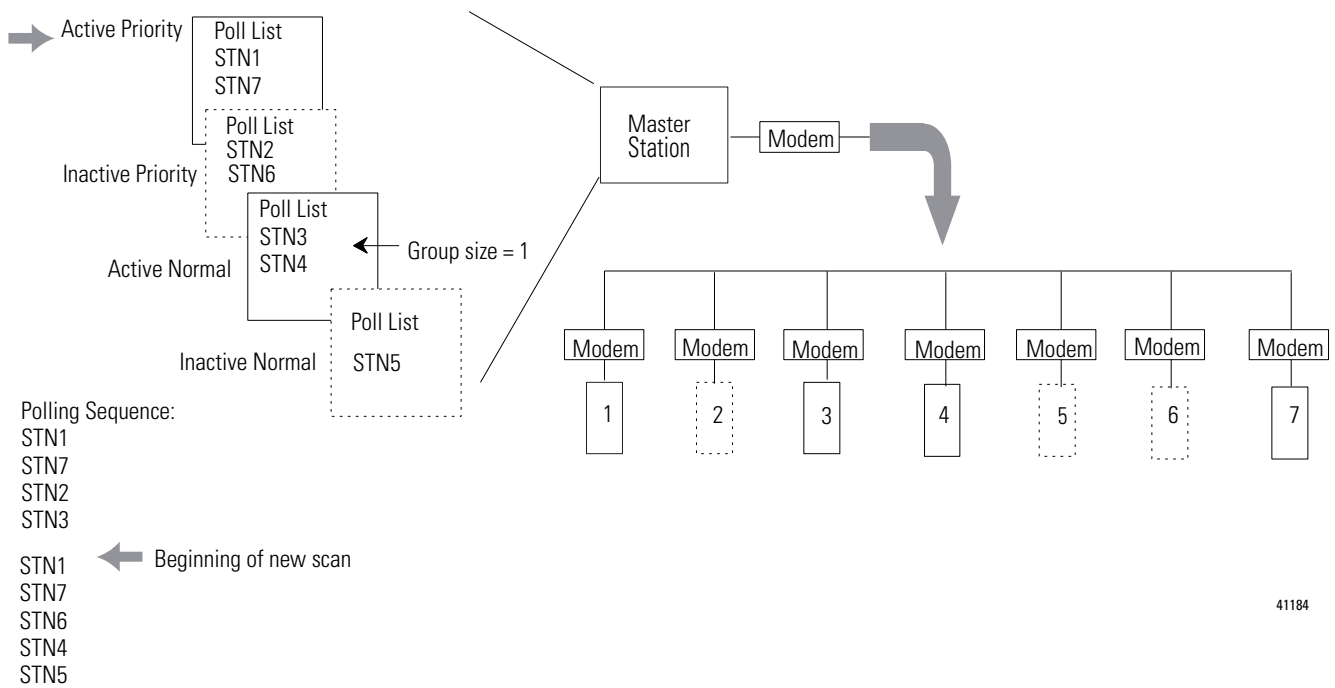 Active Priority
Poll List
STN1
STN7
Inactive Priority
Poll List
STN2
STN6
Active Normal
Poll List
STN3
STN4
Group size = 1
Inactive Normal
Poll List
STN5
Master
Station
Modem
Modem
Modem
Modem
Modem
Modem
Modem
Modem
1
2
3
4
5
6
7
Polling Sequence:
STN1
STN7
STN2
STN3
STN1
Beginning of new scan
STN7
STN6
STN4
STN5
41184